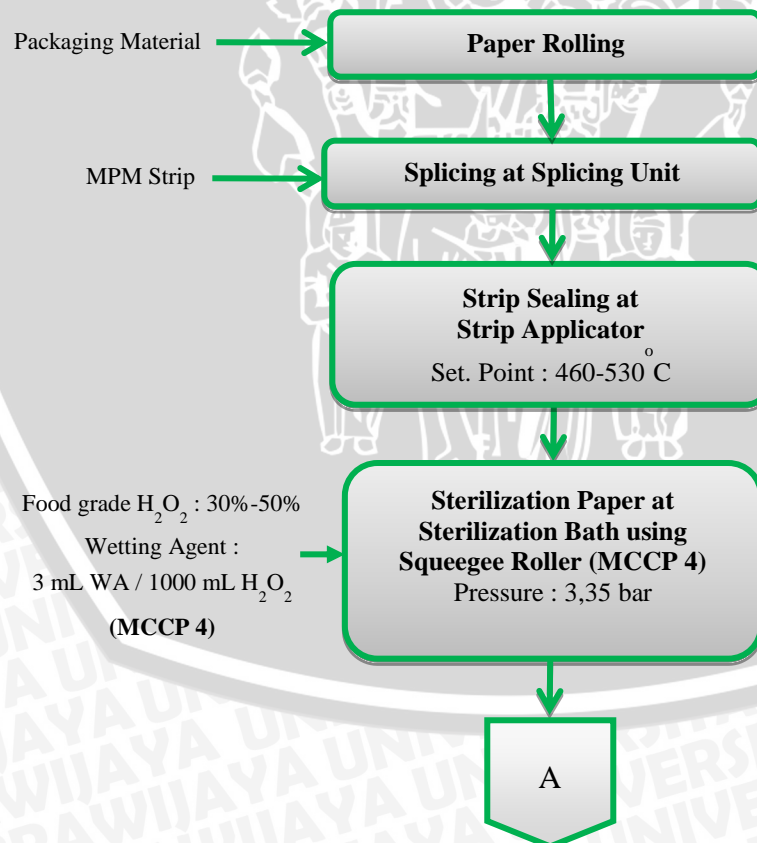 Packaging Material
Paper Rolling
MPM Strip
Splicing at Splicing Unit
Strip Sealing at
Strip Applicator
Set. Point : 460-530°C
Food grade H₂O₂ : 30%-50%
Wetting Agent :
3 mL WA / 1000 mL H₂O₂
(MCCP 4)
Sterilization Paper at
Sterilization Bath using
Squeegee Roller (MCCP 4)
Pressure : 3,35 bar
A